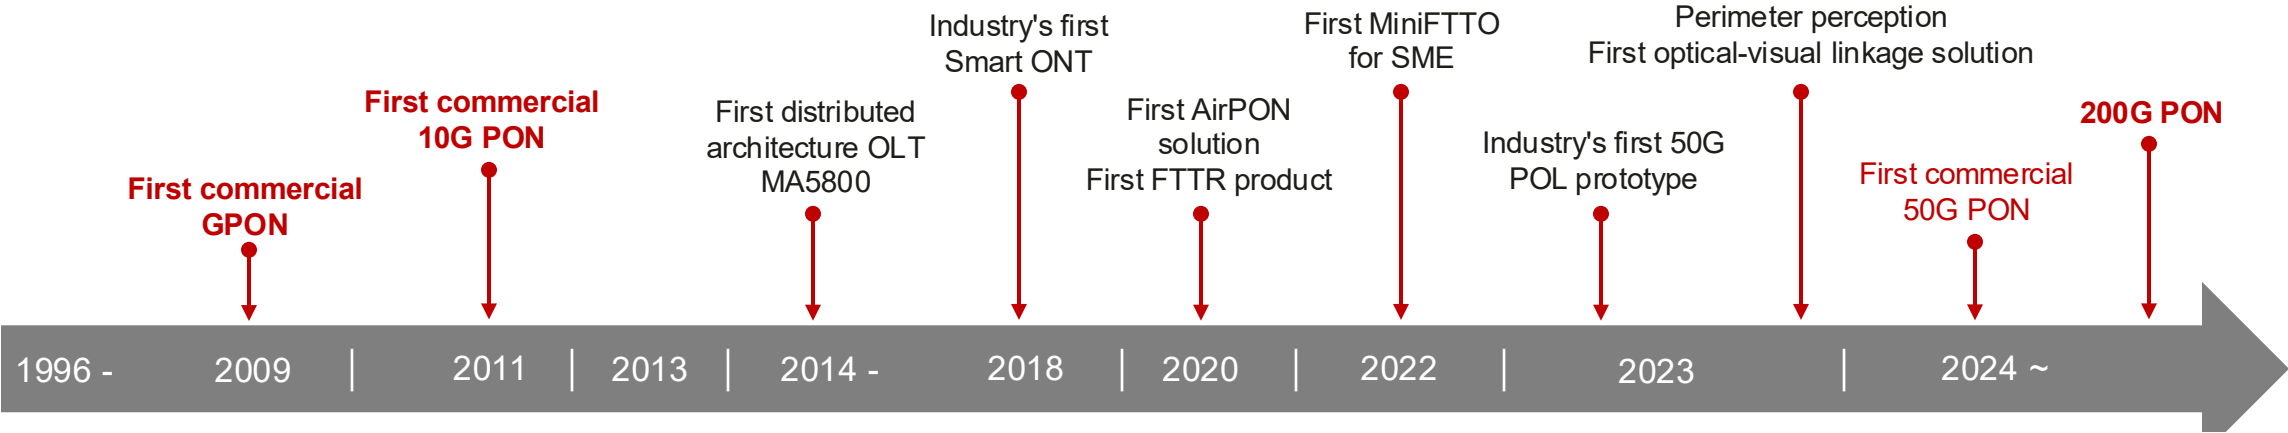 First commercial
GPON
First commercial
10G PON
First distributed
architecture OLT
MA5800
Industry's first
Smart ONT
First AirPON
solution
First FTTR product
First MiniFTTO
for SME
Industry's first 50G
POL prototype
Perimeter perception
First optical-visual linkage solution
First commercial
50G PON
200G PON
1996 - 2009 | 2011 | 2013 | 2014 - 2018 | 2020 | 2022 | 2023 | 2024 ~